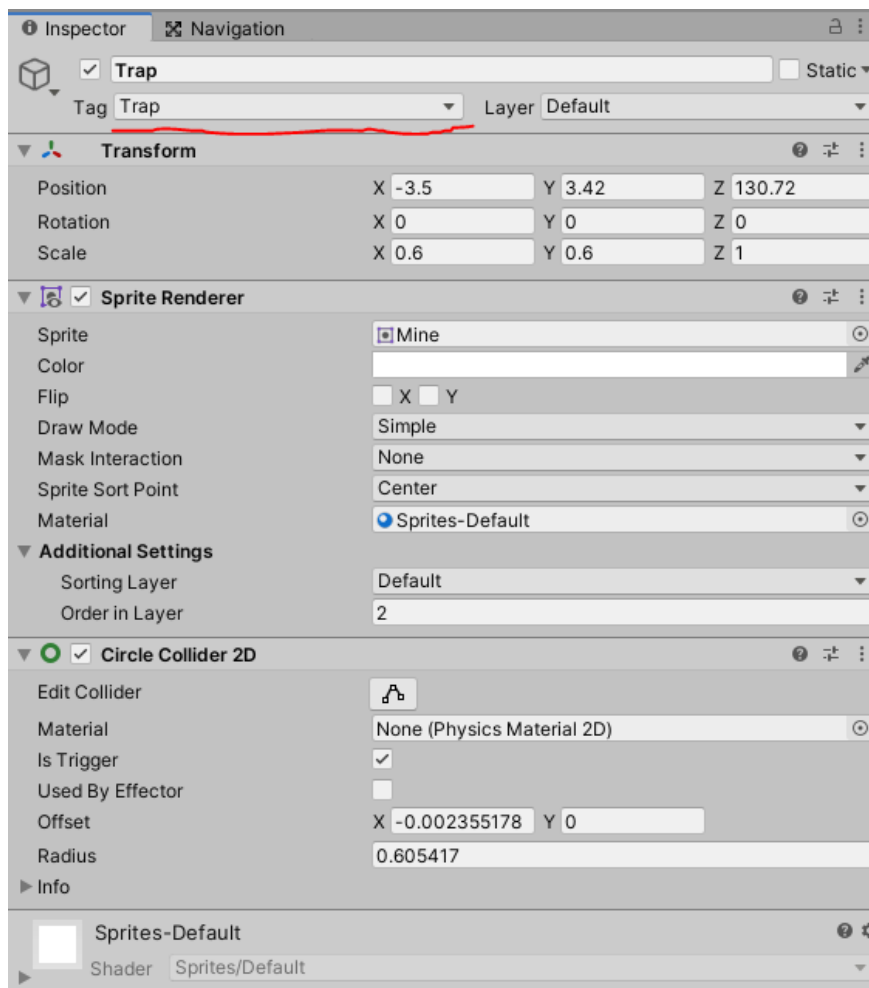 Inspector Navigation
Trap Static
Tag Trap Layer Default
Transform
Position X -3.5 Y 3.42 Z 130.72
Rotation X 0 Y 0 Z 0
Scale X 0.6 Y 0.6 Z 1
Sprite Renderer
Sprite Mine
Color
Flip X Y
Draw Mode Simple
Mask Interaction None
Sprite Sort Point Center
Material Sprites-Default
Additional Settings
Sorting Layer Default
Order in Layer 2
Circle Collider 2D
Edit Collider
Material None (Physics Material 2D)
Is Trigger
Used By Effector
Offset X -0.002355178 Y 0
Radius 0.605417
Info
Sprites-Default
Shader Sprites/Default